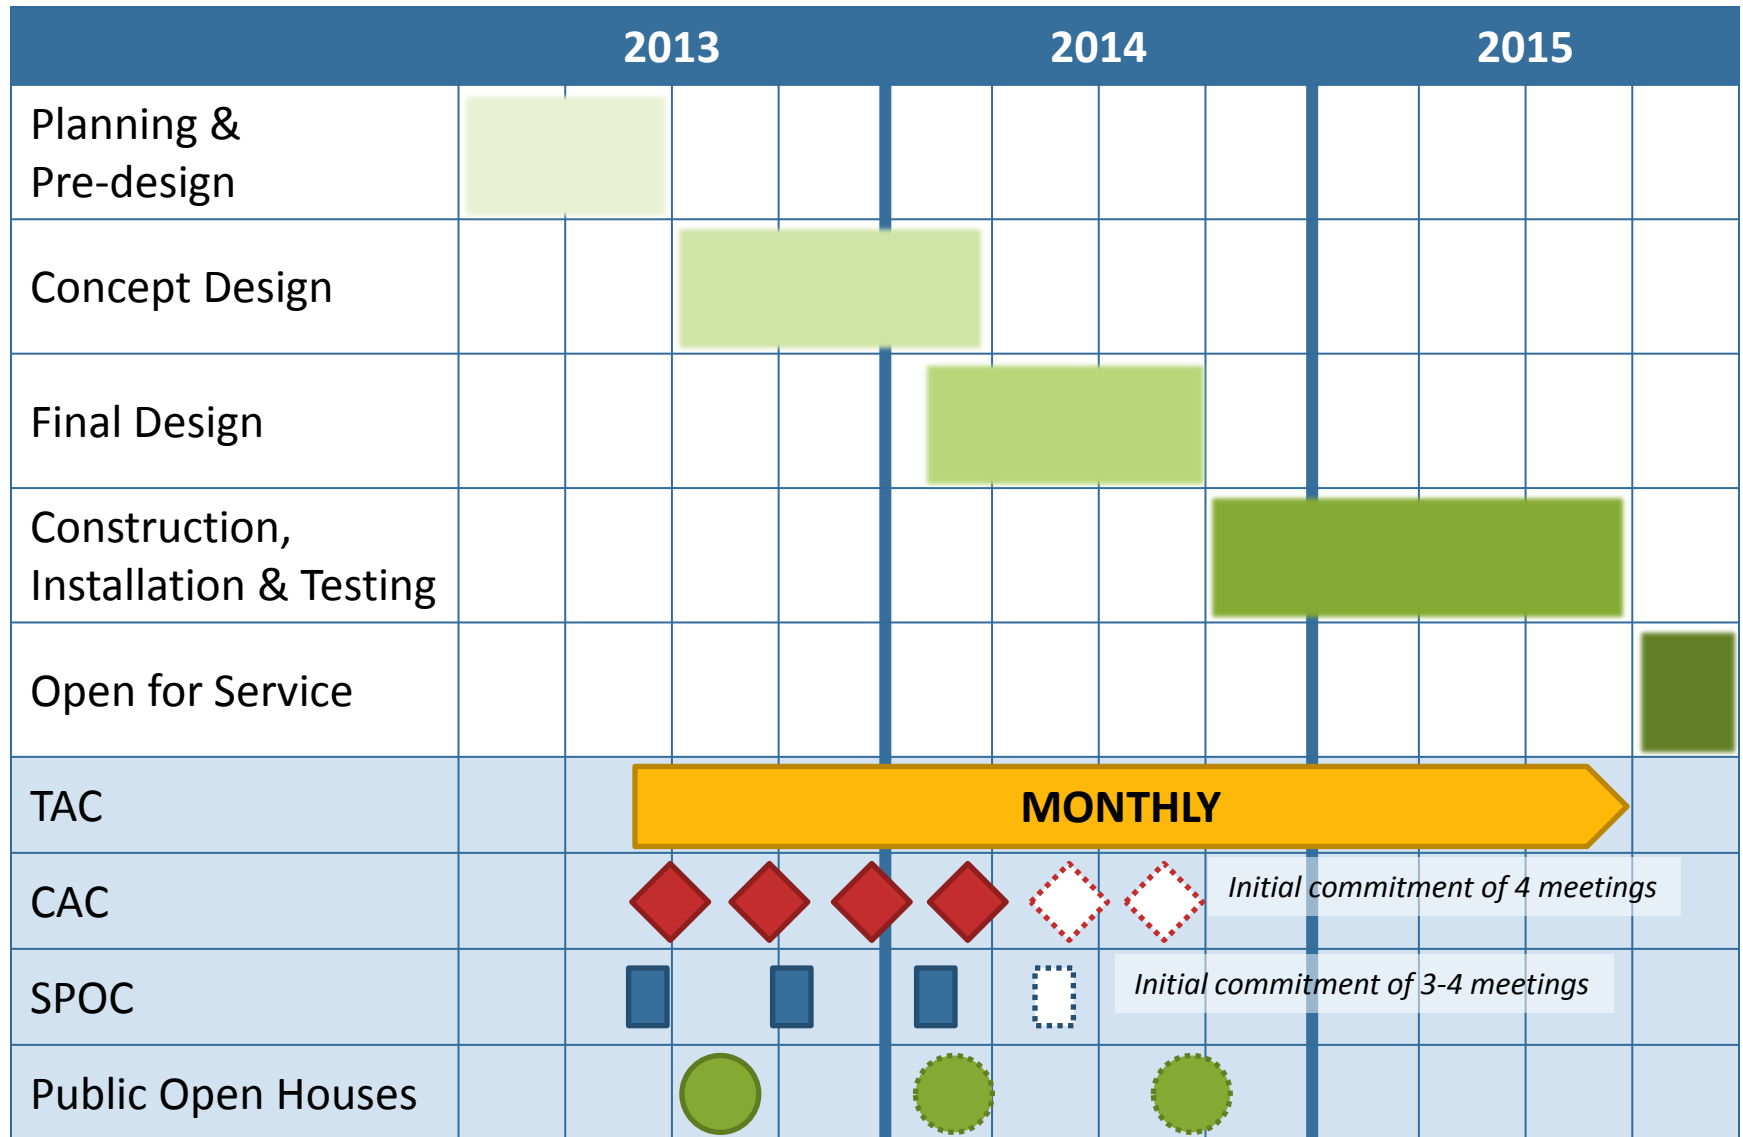 2013 2014 2015
Planning &
Pre-design
Concept Design
Final Design
Construction,
Installation & Testing
Open for Service
TAC MONTHLY
CAC Initial commitment of 4 meetings
SPOC Initial commitment of 3-4 meetings
Public Open Houses